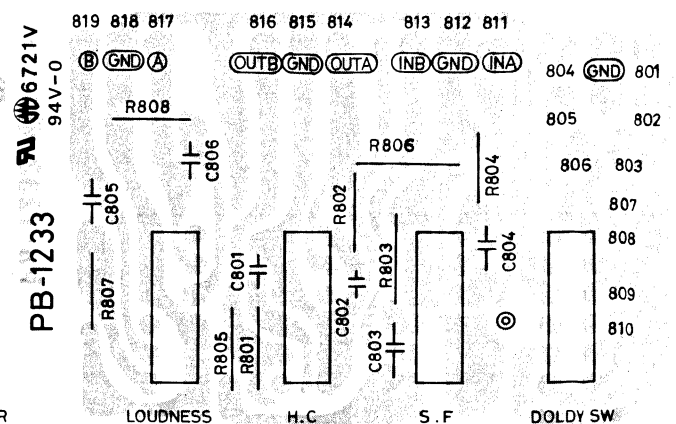 819 818 817 816 815 814 813 812 811
B GND A OUTB GND OUTA INB GND INA
804 GND 801
805 802
806 803
807
808
809
810
R808
C806
R806
R804
R802
C805
R807
C801
R803
C804
C802
R805
R801
C803
6721V
94V-0
PB-1233
R LOUDNESS H.C S.F DOLDY SW